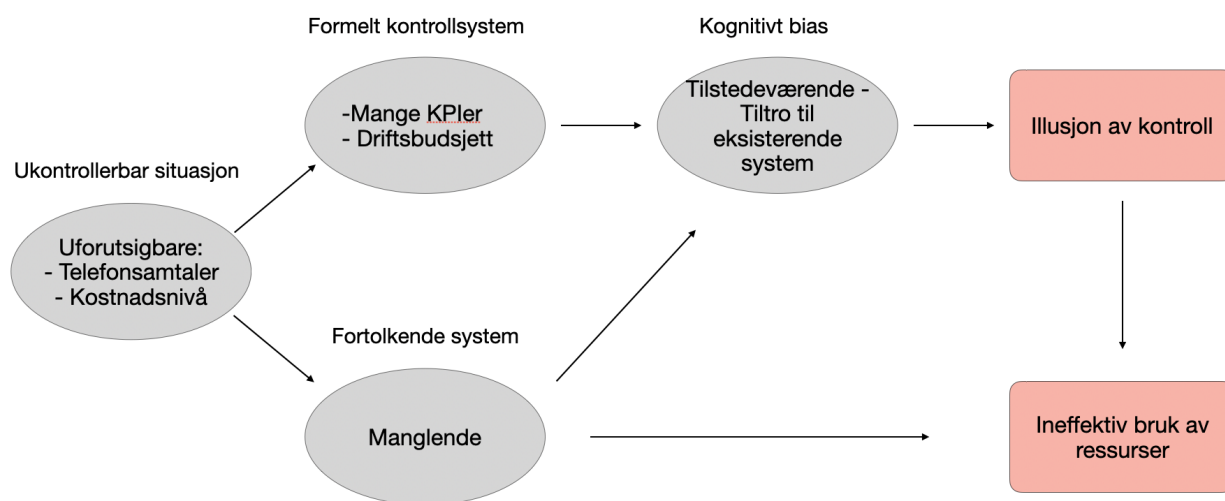 Formelt kontrollsystem
Kognitivt bias
-Mange KPIer
- Driftsbudsjett
Tilstedeværende -
Tiltro til
eksisterende
system
Illusjon av kontroll
Ukontrollerbar situasjon
Uforutsigbare:
- Telefonsamtaler
- Kostnadsnivå
Fortolkende system
Manglende
Ineffektiv bruk av
ressurser